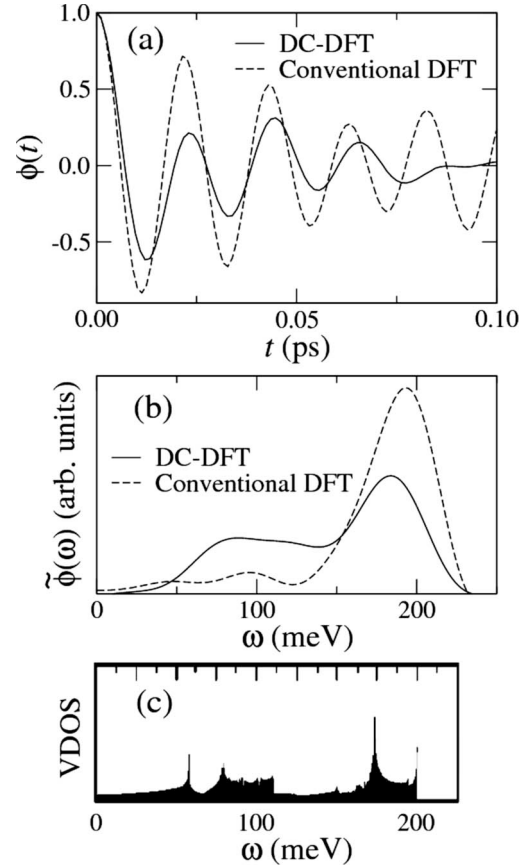 (a)
DC-DFT
Conventional DFT
1.0
0.5
0.0
-0.5
ϕ(t)
0.00
0.05
0.10
t (ps)
(b)
DC-DFT
Conventional DFT
ϕ̃(ω) (arb. units)
0
100
200
ω (meV)
(c)
VDOS
0
100
200
ω (meV)